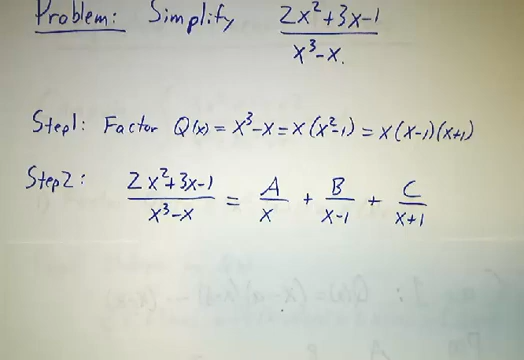 Problem: Simplify (2x²+3x-1)/(x³-x.)
Step1: Factor Q(x) = x³-x = x(x²-1) = x(x-1)(x+1)
Step2: (2x²+3x-1)/(x³-x) = A/x + B/(x-1) + C/(x+1)